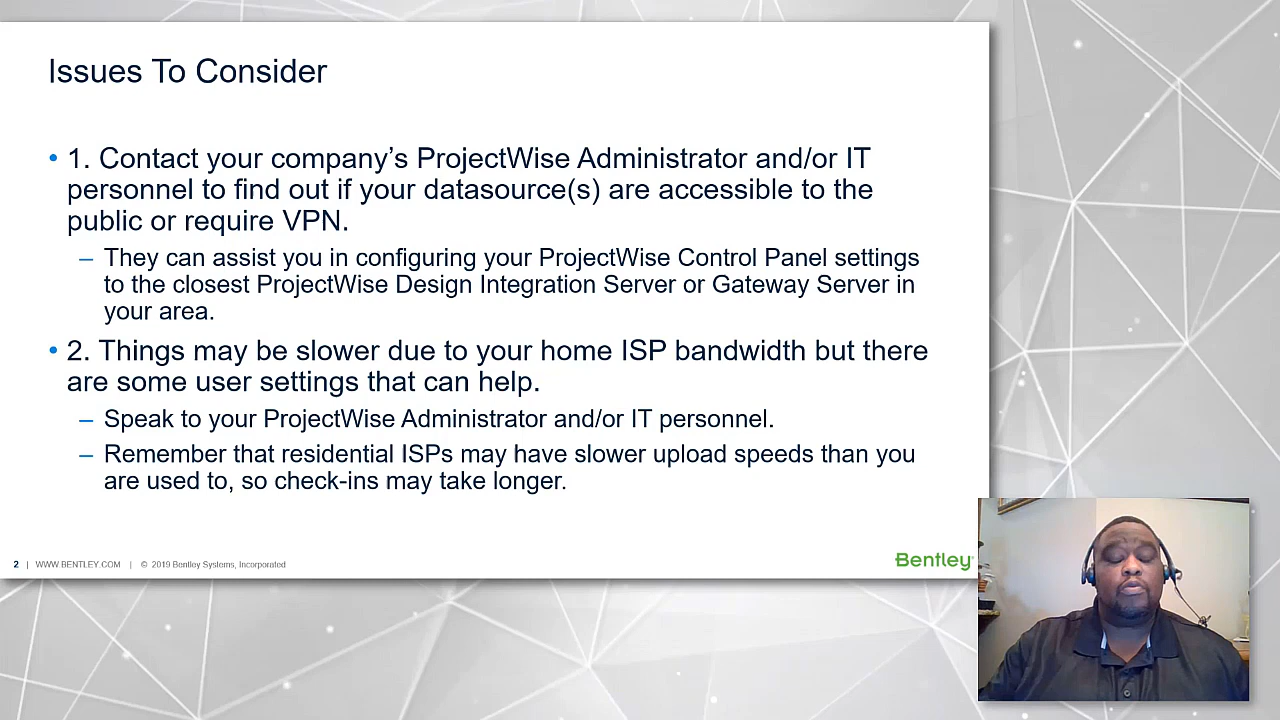 Issues To Consider
• 1. Contact your company’s ProjectWise Administrator and/or IT
personnel to find out if your datasource(s) are accessible to the
public or require VPN.
– They can assist you in configuring your ProjectWise Control Panel settings
to the closest ProjectWise Design Integration Server or Gateway Server in
your area.
• 2. Things may be slower due to your home ISP bandwidth but there
are some user settings that can help.
– Speak to your ProjectWise Administrator and/or IT personnel.
– Remember that residential ISPs may have slower upload speeds than you
are used to, so check-ins may take longer.
2 | WWW.BENTLEY.COM | © 2019 Bentley Systems, Incorporated
Bentley